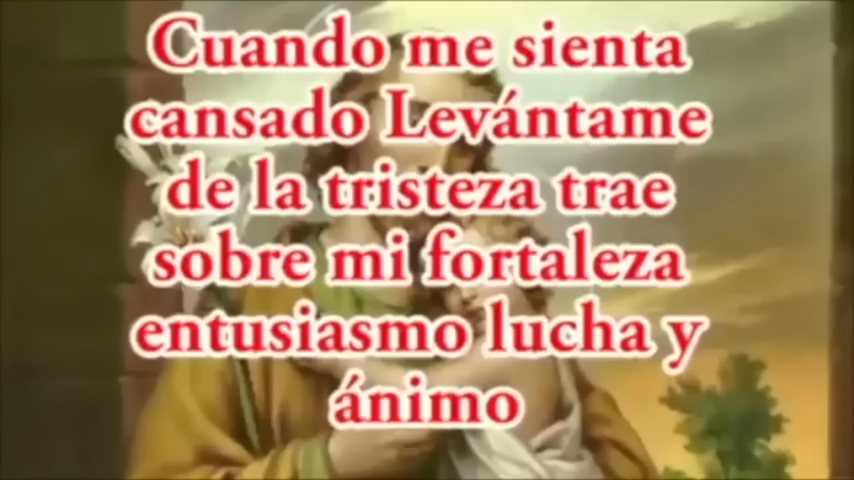 Cuando me sienta
cansado Levántame
de la tristeza trae
sobre mi fortaleza
entusiasmo lucha y
ánimo